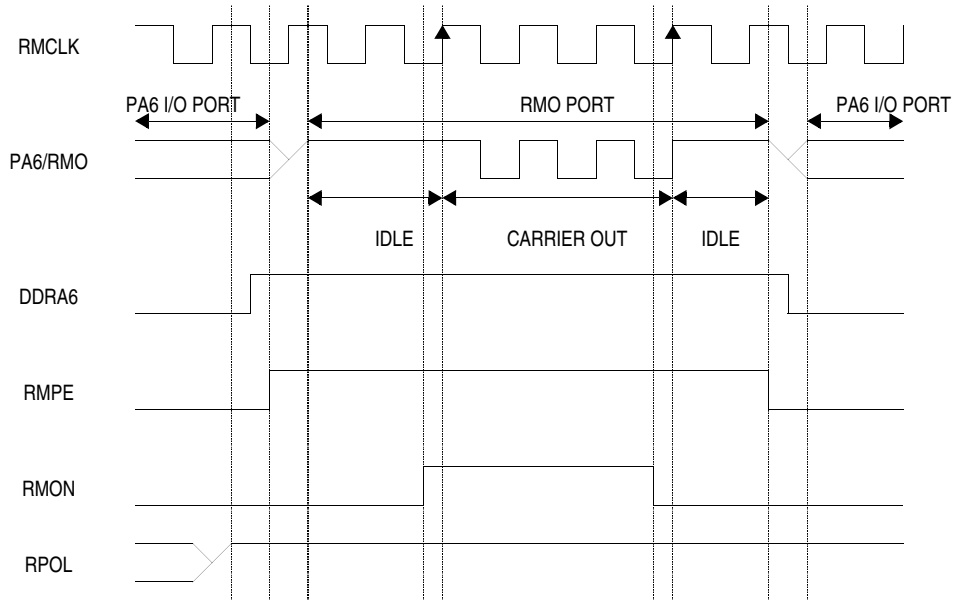 RMCLK
PA6 I/O PORT RMO PORT PA6 I/O PORT
PA6/RMO
IDLE CARRIER OUT IDLE
DDRA6
RMPE
RMON
RPOL